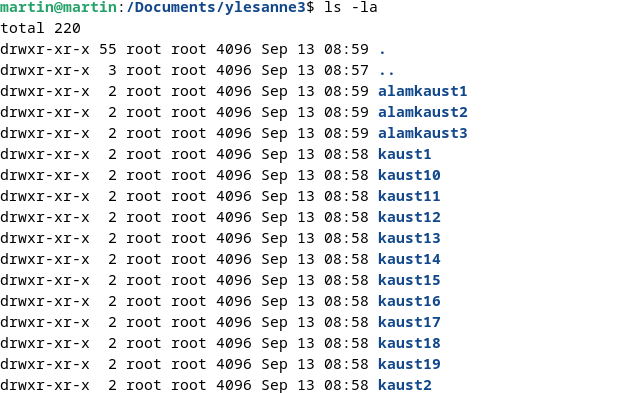 martin@martin:/Documents/ylesanne3$ ls -la
total 220
drwxr-xr-x 55 root root 4096 Sep 13 08:59 .
drwxr-xr-x  3 root root 4096 Sep 13 08:57 ..
drwxr-xr-x  2 root root 4096 Sep 13 08:59 alamkaust1
drwxr-xr-x  2 root root 4096 Sep 13 08:59 alamkaust2
drwxr-xr-x  2 root root 4096 Sep 13 08:59 alamkaust3
drwxr-xr-x  2 root root 4096 Sep 13 08:58 kaust1
drwxr-xr-x  2 root root 4096 Sep 13 08:58 kaust10
drwxr-xr-x  2 root root 4096 Sep 13 08:58 kaust11
drwxr-xr-x  2 root root 4096 Sep 13 08:58 kaust12
drwxr-xr-x  2 root root 4096 Sep 13 08:58 kaust13
drwxr-xr-x  2 root root 4096 Sep 13 08:58 kaust14
drwxr-xr-x  2 root root 4096 Sep 13 08:58 kaust15
drwxr-xr-x  2 root root 4096 Sep 13 08:58 kaust16
drwxr-xr-x  2 root root 4096 Sep 13 08:58 kaust17
drwxr-xr-x  2 root root 4096 Sep 13 08:58 kaust18
drwxr-xr-x  2 root root 4096 Sep 13 08:58 kaust19
drwxr-xr-x  2 root root 4096 Sep 13 08:58 kaust2